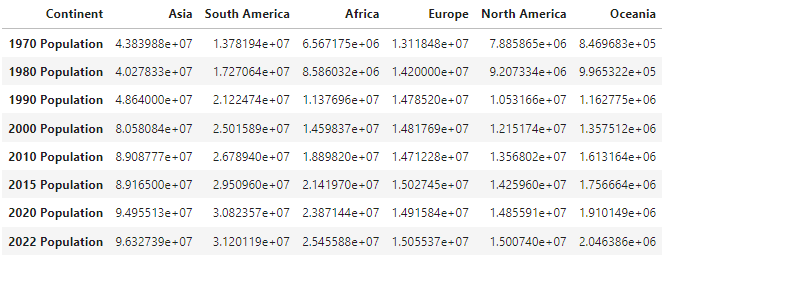 Continent Asia South America Africa Europe North America Oceania
1970 Population 4.383988e+07 1.378194e+07 6.567175e+06 1.311848e+07 7.885865e+06 8.469683e+05
1980 Population 4.027833e+07 1.727064e+07 8.586032e+06 1.420000e+07 9.207334e+06 9.965322e+05
1990 Population 4.864000e+07 2.122474e+07 1.137696e+07 1.478520e+07 1.053166e+07 1.162775e+06
2000 Population 8.058084e+07 2.501589e+07 1.459837e+07 1.481769e+07 1.215174e+07 1.357512e+06
2010 Population 8.908777e+07 2.678940e+07 1.889820e+07 1.471228e+07 1.356802e+07 1.613164e+06
2015 Population 8.916500e+07 2.950960e+07 2.141970e+07 1.502745e+07 1.425960e+07 1.756664e+06
2020 Population 9.495513e+07 3.082357e+07 2.387144e+07 1.491584e+07 1.485591e+07 1.910149e+06
2022 Population 9.632739e+07 3.120119e+07 2.545588e+07 1.505537e+07 1.500740e+07 2.046386e+06